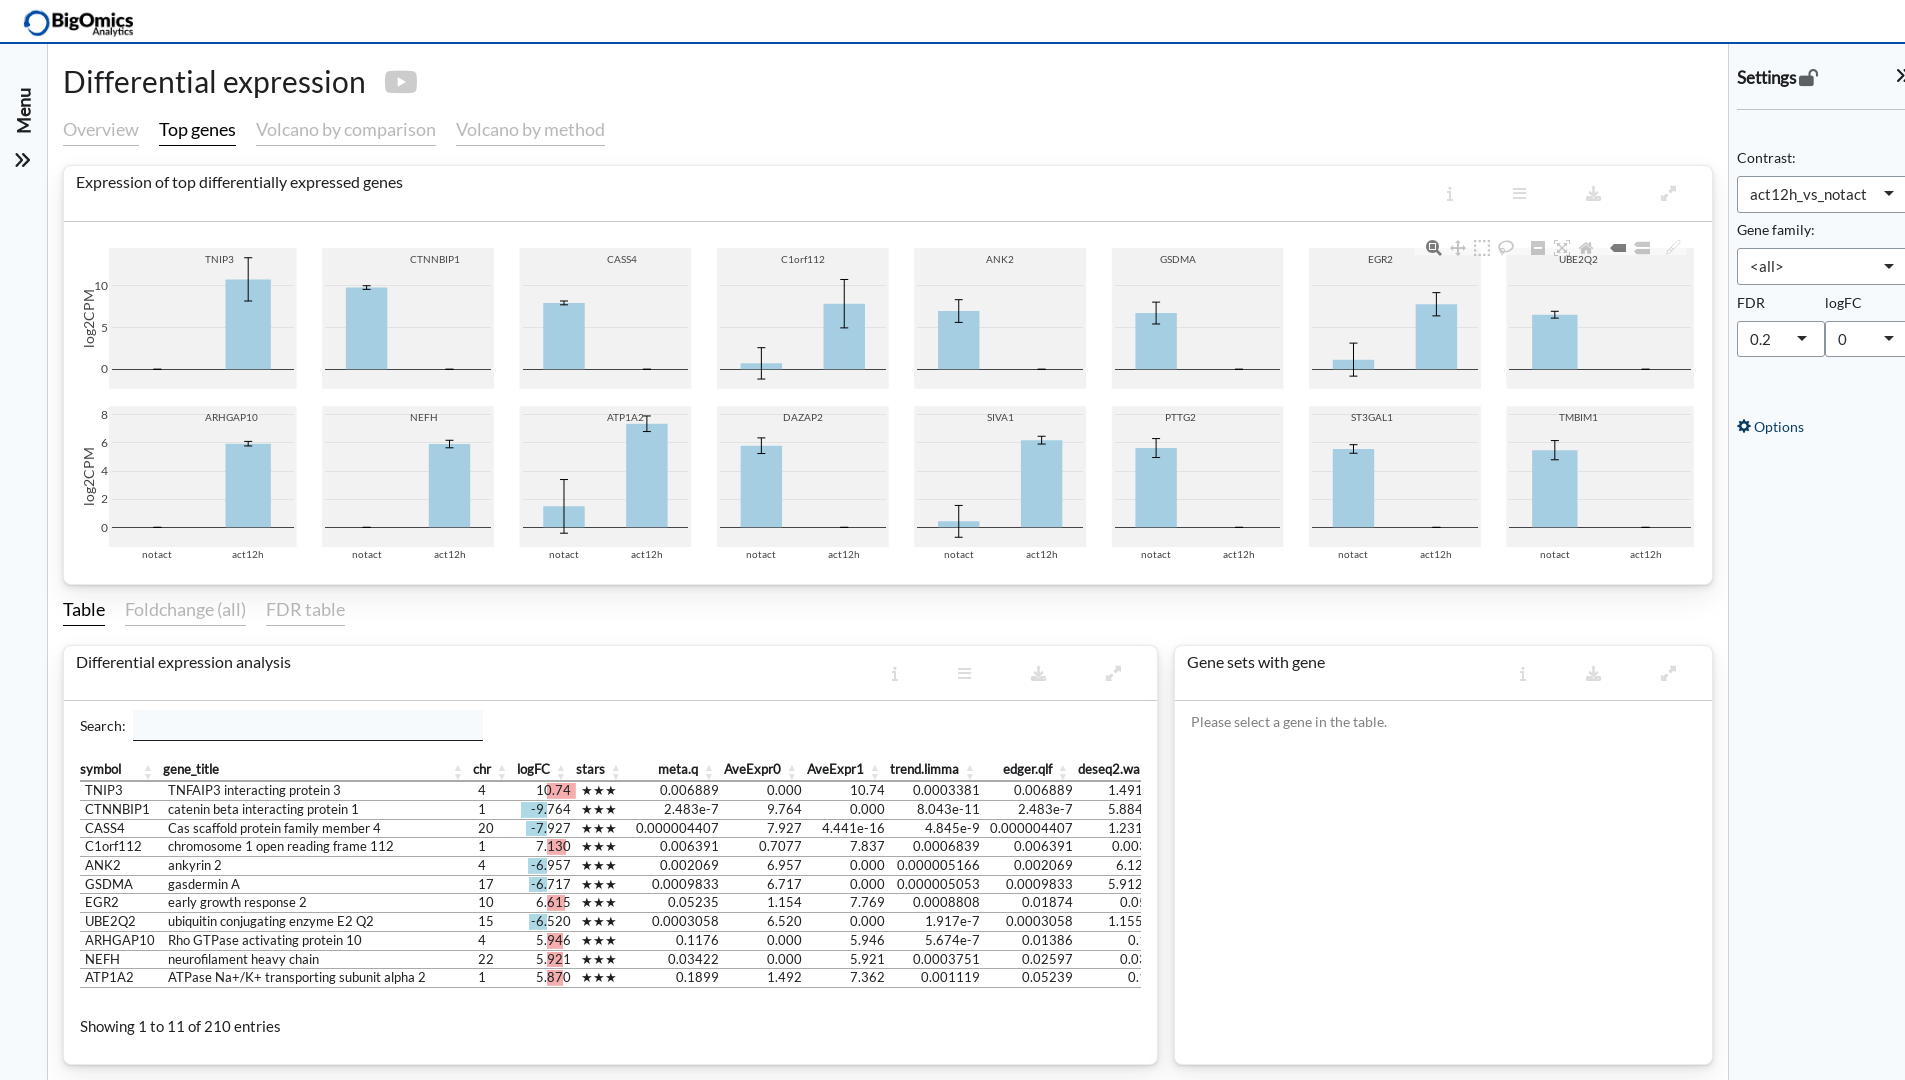 BigOmics
Analytics
Menu
Differential expression
Overview Top genes Volcano by comparison Volcano by method
Expression of top differentially expressed genes
TNIP3 CTNNBIP1 CASS4 C1orf112 ANK2 GSDMA EGR2 UBE2Q2
log2CPM
10
5
0
ARHGAP10 NEFH ATP1A2 DAZAP2 SIVA1 PTTG2 ST3GAL1 TMBIM1
log2CPM
8
6
4
2
0
notact act12h notact act12h notact act12h notact act12h notact act12h notact act12h notact act12h notact act12h
Table Foldchange (all) FDR table
Differential expression analysis
Search:
symbol gene_title chr logFC stars meta.q AveExpr0 AveExpr1 trend.limma edger.qlf deseq2.wa
TNIP3 TNFAIP3 interacting protein 3 4 10.74 ★★★ 0.006889 0.000 10.74 0.0003381 0.006889 1.491
CTNNBIP1 catenin beta interacting protein 1 1 -9.764 ★★★ 2.483e-7 9.764 0.000 8.043e-11 2.483e-7 5.884
CASS4 Cas scaffold protein family member 4 20 -7.927 ★★★ 0.000004407 7.927 4.441e-16 4.845e-9 0.000004407 1.231
C1orf112 chromosome 1 open reading frame 112 1 7.130 ★★★ 0.006391 0.7077 7.837 0.0006839 0.006391 0.00
ANK2 ankyrin 2 4 -6.957 ★★★ 0.002069 6.957 0.000 0.000005166 0.002069 6.12
GSDMA gasdermin A 17 -6.717 ★★★ 0.0009833 6.717 0.000 0.000005053 0.0009833 5.912
EGR2 early growth response 2 10 6.615 ★★★ 0.05235 1.154 7.769 0.0008808 0.01874 0.0
UBE2Q2 ubiquitin conjugating enzyme E2 Q2 15 -6.520 ★★★ 0.0003058 6.520 0.000 1.917e-7 0.0003058 1.155
ARHGAP10 Rho GTPase activating protein 10 4 5.946 ★★★ 0.1176 0.000 5.946 5.674e-7 0.01386 0.
NEFH neurofilament heavy chain 22 5.921 ★★★ 0.03422 0.000 5.921 0.0003751 0.02597 0.0
ATP1A2 ATPase Na+/K+ transporting subunit alpha 2 1 5.870 ★★★ 0.1899 1.492 7.362 0.001119 0.05239 0.
Showing 1 to 11 of 210 entries
Gene sets with gene
Please select a gene in the table.
Settings
Contrast:
act12h_vs_notact
Gene family:
<all>
FDR logFC
0.2 0
Options